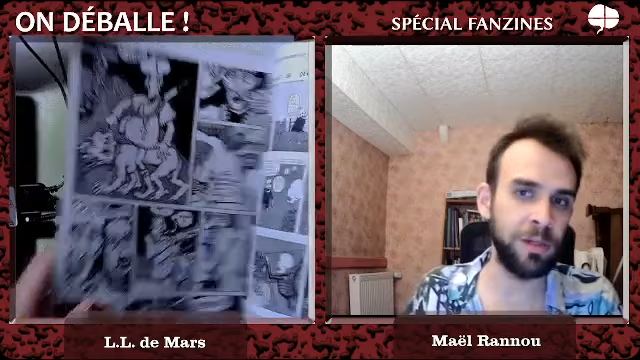 ON DÉBALLE !
SPÉCIAL FANZINES
L.L. de Mars
Maël Rannou